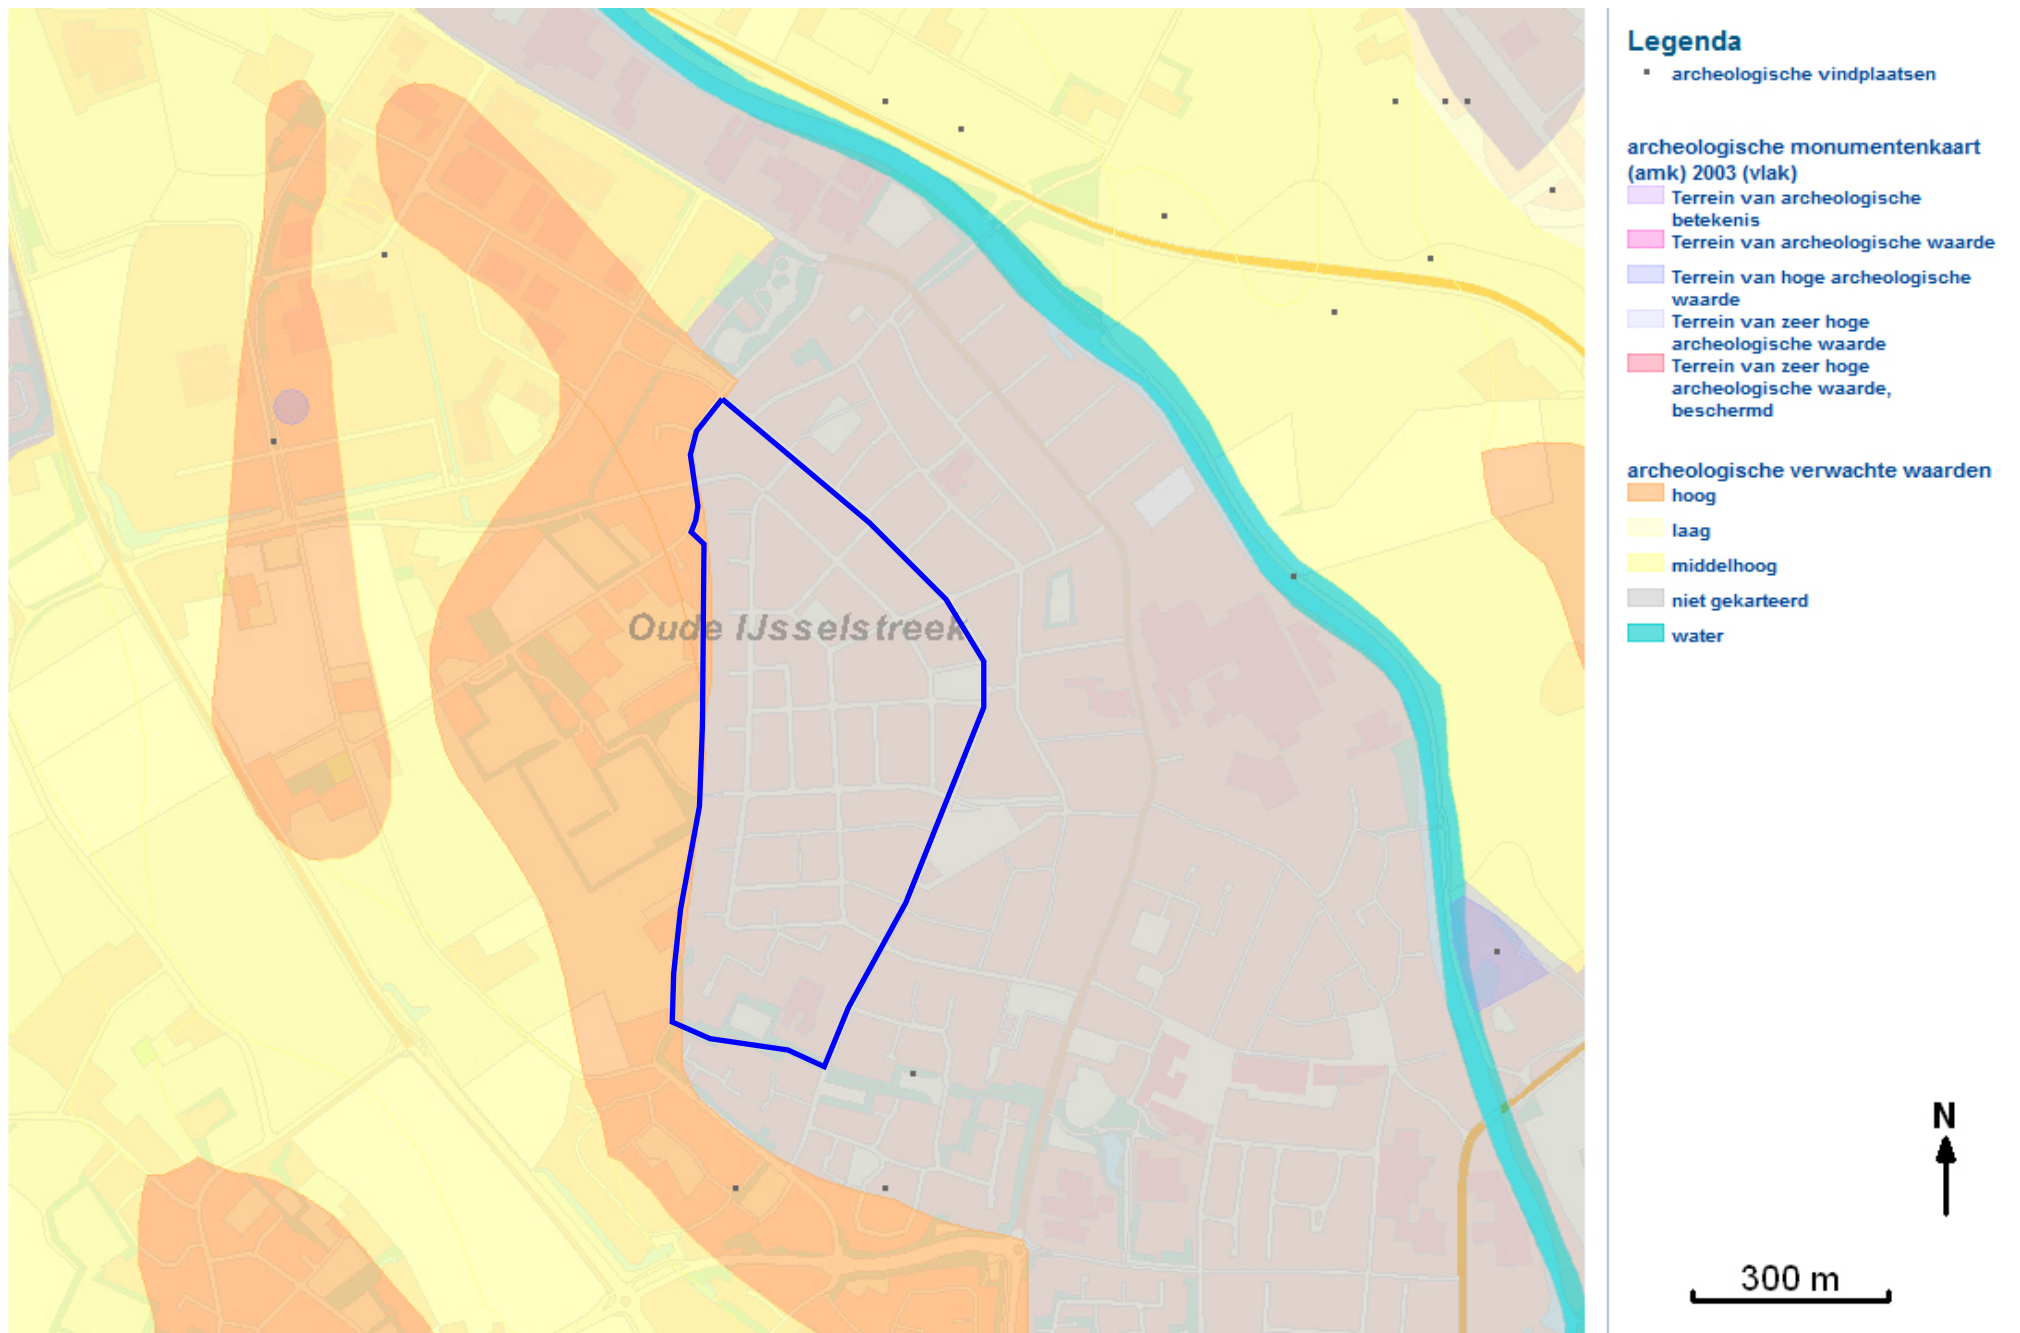 Oude IJsselstreek
Legenda
archeologische vindplaatsen
archeologische monumentenkaart
(amk) 2003 (vlak)
Terrein van archeologische
betekenis
Terrein van archeologische waarde
Terrein van hoge archeologische
waarde
Terrein van zeer hoge
archeologische waarde
Terrein van zeer hoge
archeologische waarde,
beschermd
archeologische verwachte waarden
hoog
laag
middelhoog
niet gekarteerd
water
N
300 m